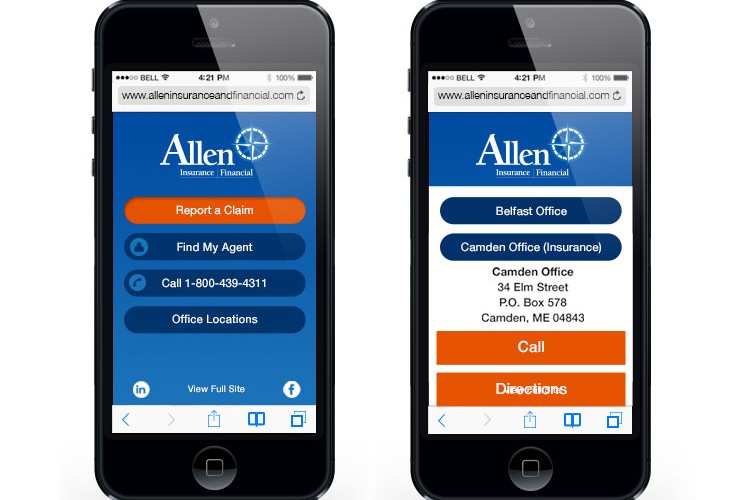 BELL 4:21 PM 100%
www.alleninsuranceandfinancial.com
Allen
Insurance | Financial
Report a Claim
Find My Agent
Call 1-800-439-4311
Office Locations
in View Full Site f
BELL 4:21 PM 100%
www.alleninsuranceandfinancial.com
Allen
Insurance | Financial
Belfast Office
Camden Office (Insurance)
Camden Office
34 Elm Street
P.O. Box 578
Camden, ME 04843
Call
Directions